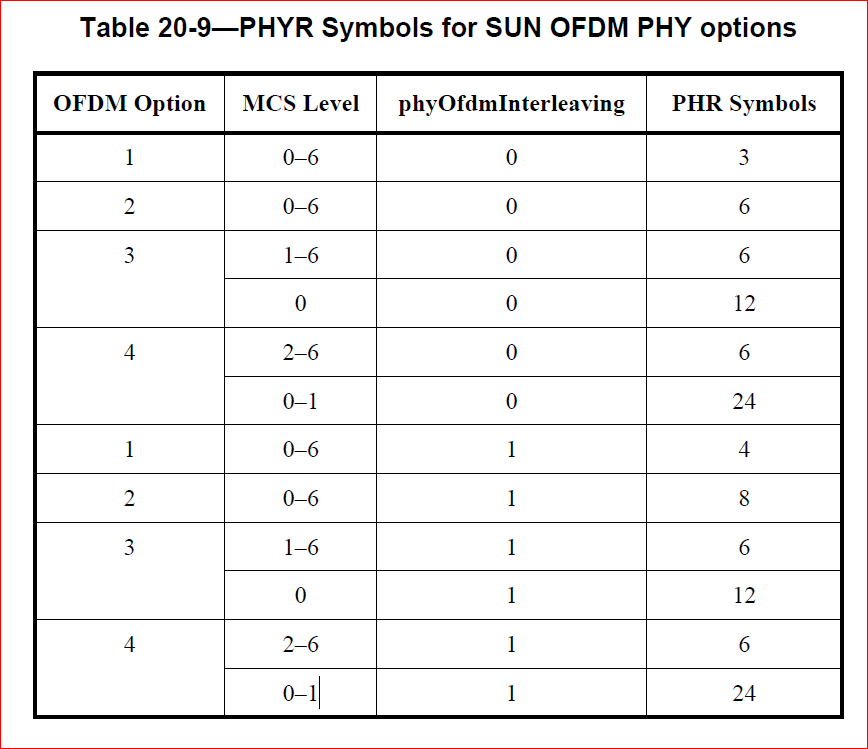 Table 20-9—PHYR Symbols for SUN OFDM PHY options
OFDM Option MCS Level phyOfdmInterleaving PHR Symbols
1 0–6 0 3
2 0–6 0 6
3 1–6 0 6
0 0 12
4 2–6 0 6
0–1 0 24
1 0–6 1 4
2 0–6 1 8
3 1–6 1 6
0 1 12
4 2–6 1 6
0–1 1 24